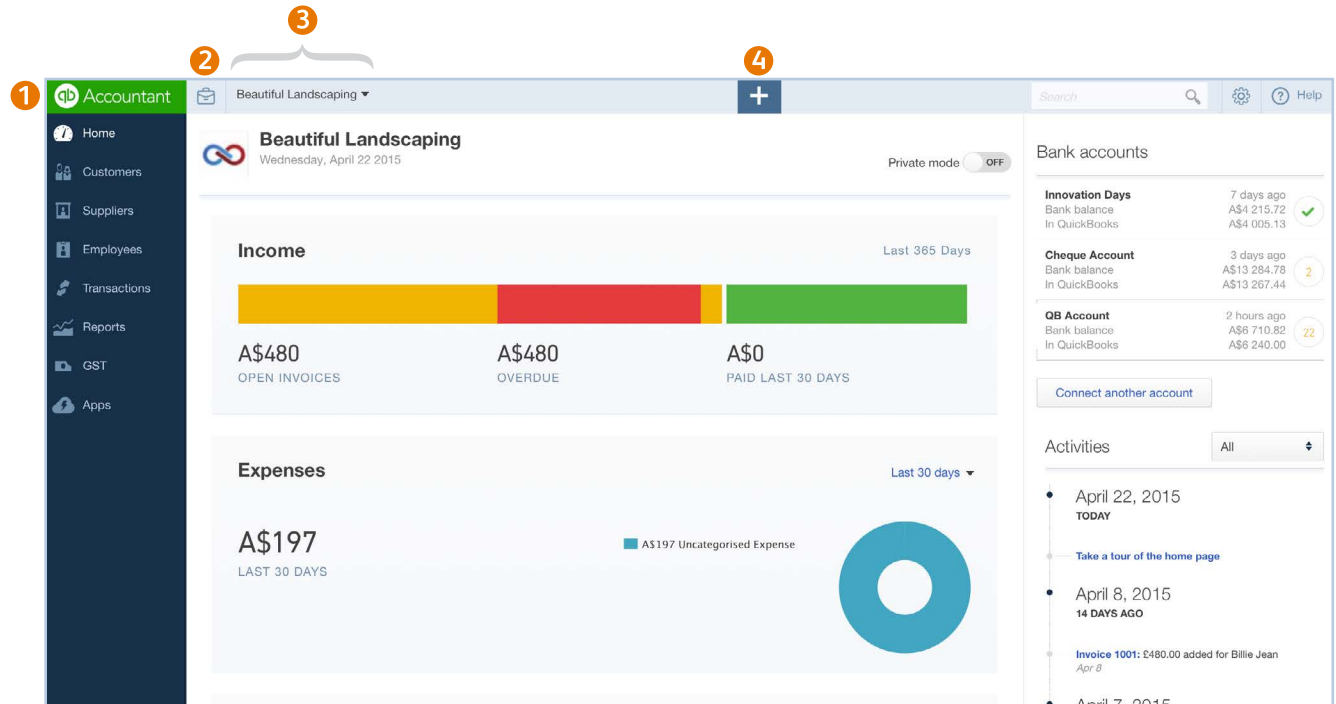 3
2
4
1
qb Accountant
Beautiful Landscaping
+
Search
? Help
Home
Customers
Suppliers
Employees
Transactions
Reports
GST
Apps
Beautiful Landscaping
Wednesday, April 22 2015
Private mode OFF
Income
Last 365 Days
A$480
OPEN INVOICES
A$480
OVERDUE
A$0
PAID LAST 30 DAYS
Expenses
Last 30 days
A$197
LAST 30 DAYS
A$197 Uncategorised Expense
Bank accounts
Innovation Days 7 days ago
Bank balance A$4 215.72
In QuickBooks A$4 005.13
Cheque Account 3 days ago
Bank balance A$13 284.78
2
In QuickBooks A$13 267.44
QB Account 2 hours ago
Bank balance A$6 710.82
22
In QuickBooks A$6 240.00
Connect another account
Activities
All
April 22, 2015
TODAY
Take a tour of the home page
April 8, 2015
14 DAYS AGO
Invoice 1001: £480.00 added for Billie Jean
Apr 8
April 7, 2015